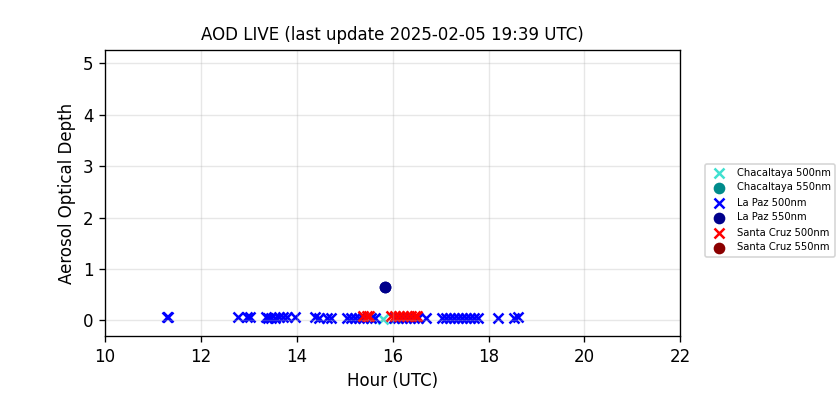 AOD LIVE (last update 2025-02-05 19:39 UTC)
Aerosol Optical Depth
5
4
3
2
1
0
10 12 14 16 18 20 22
Hour (UTC)
Chacaltaya 500nm
Chacaltaya 550nm
La Paz 500nm
La Paz 550nm
Santa Cruz 500nm
Santa Cruz 550nm